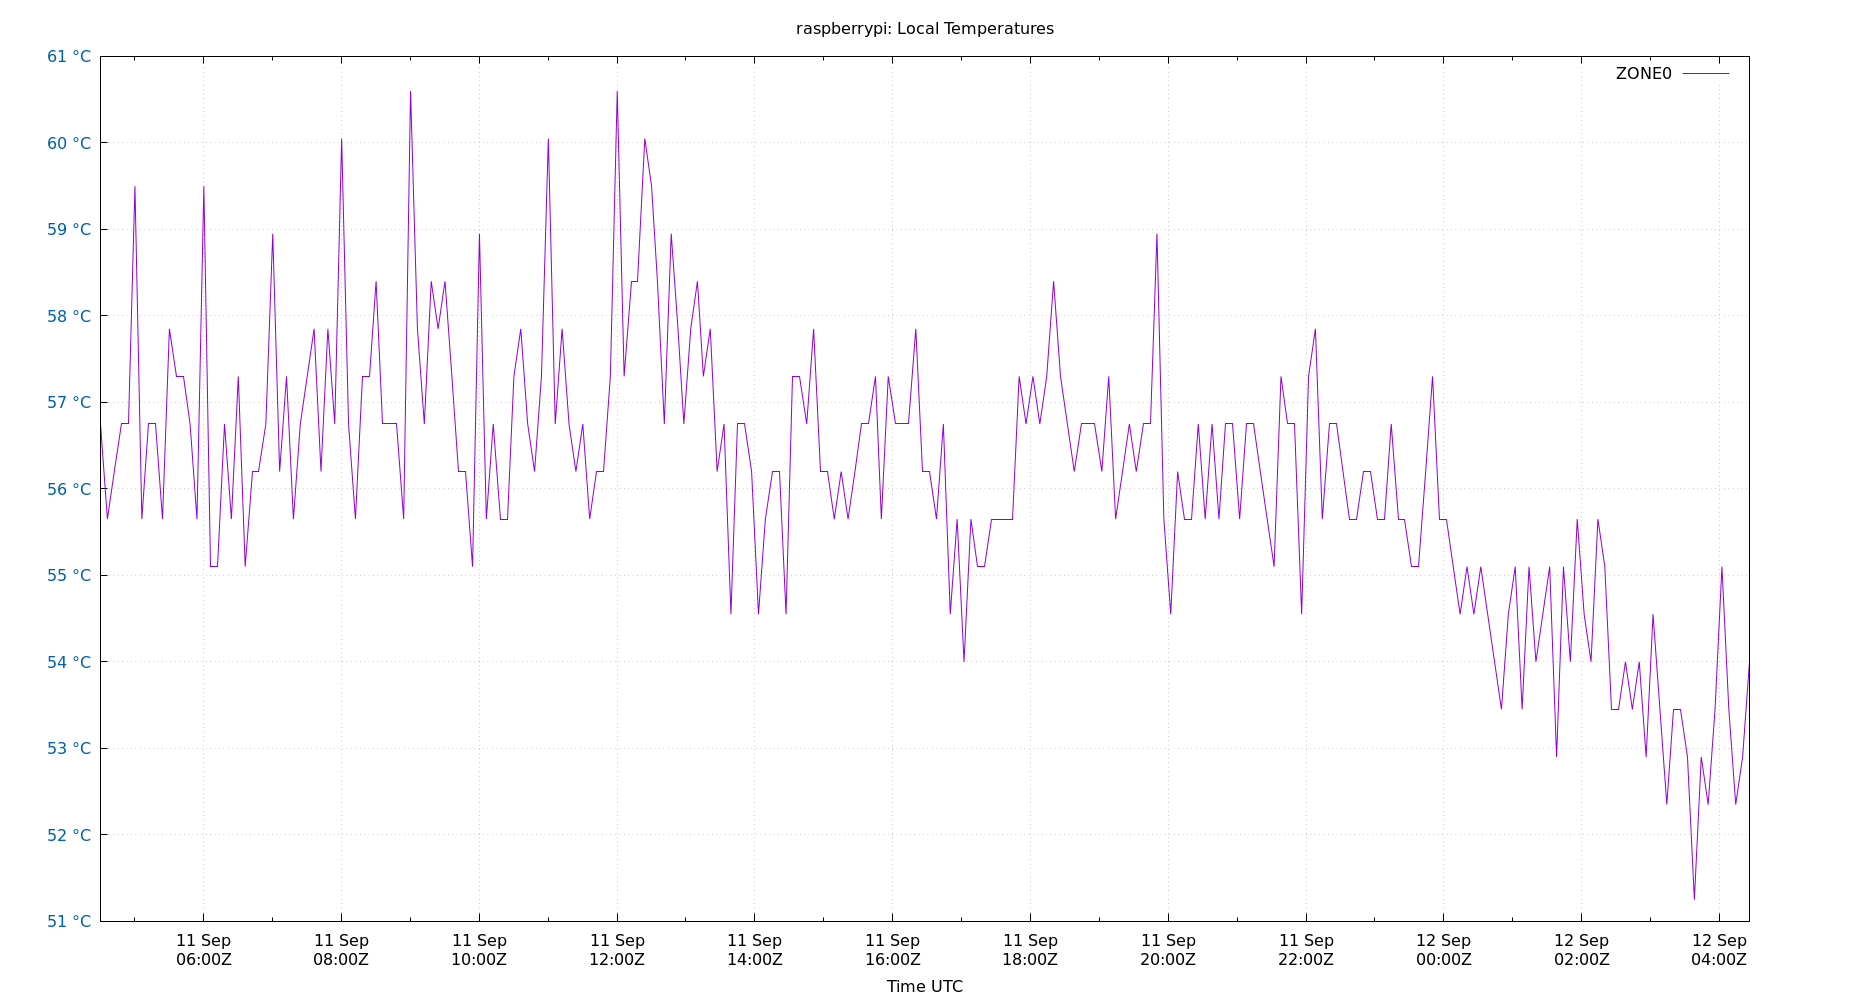 raspberrypi: Local Temperatures
ZONE0
61 °C
60 °C
59 °C
58 °C
57 °C
56 °C
55 °C
54 °C
53 °C
52 °C
51 °C
11 Sep 11 Sep 11 Sep 11 Sep 11 Sep 11 Sep 11 Sep 11 Sep 11 Sep 12 Sep 12 Sep 12 Sep
06:00Z 08:00Z 10:00Z 12:00Z 14:00Z 16:00Z 18:00Z 20:00Z 22:00Z 00:00Z 02:00Z 04:00Z
Time UTC